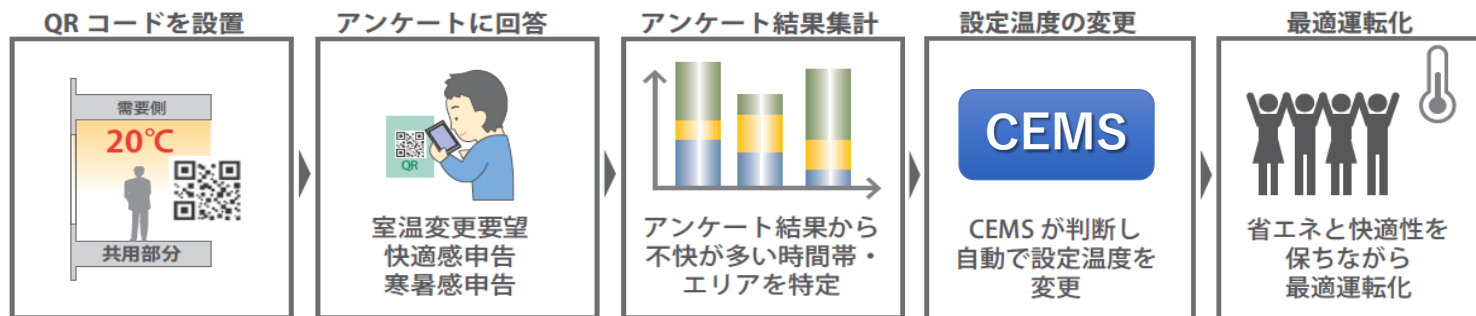 QR コードを設置
需要側
20℃
共用部分
アンケートに回答
QR
室温変更要望
快適感申告
寒暑感申告
アンケート結果集計
アンケート結果から
不快が多い時間帯・
エリアを特定
設定温度の変更
CEMS
CEMS が判断し
自動で設定温度を
変更
最適運転化
省エネと快適性を
保ちながら
最適運転化